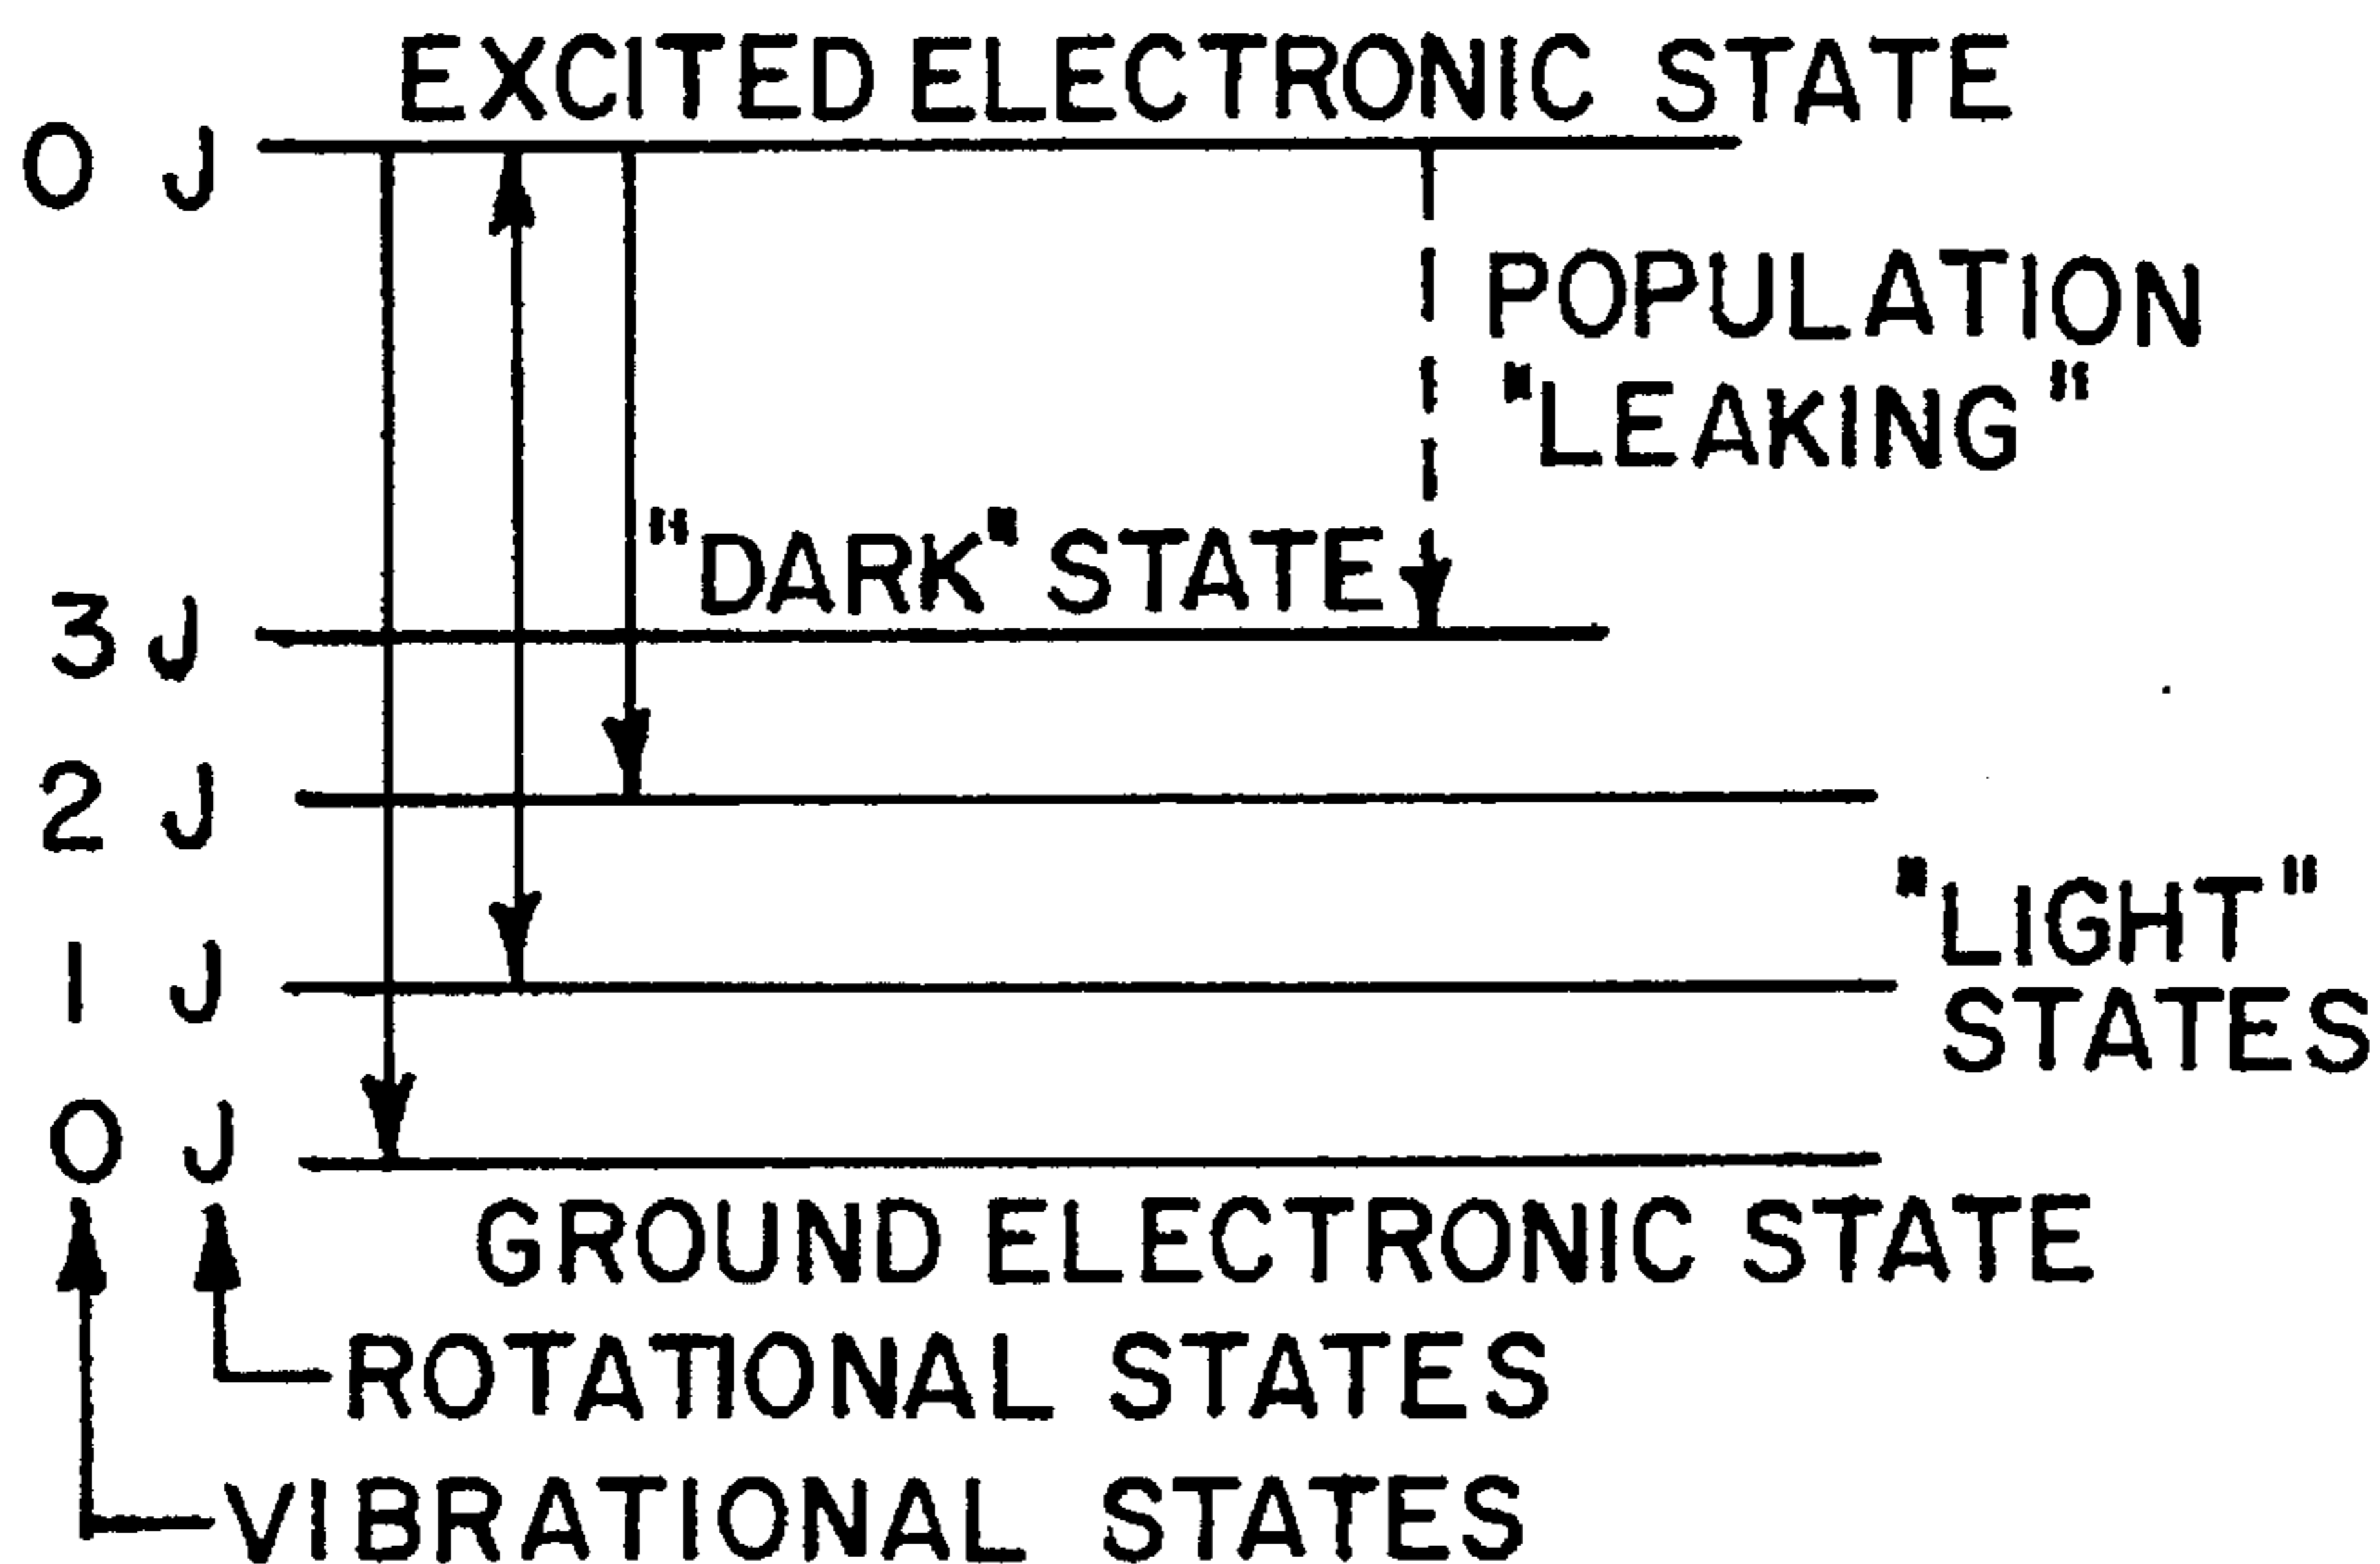 EXCITED ELECTRONIC STATE
0 J
POPULATION
"LEAKING"
"DARK" STATE
3 J
2 J
"LIGHT"
STATES
1 J
0 J
GROUND ELECTRONIC STATE
ROTATIONAL STATES
VIBRATIONAL STATES